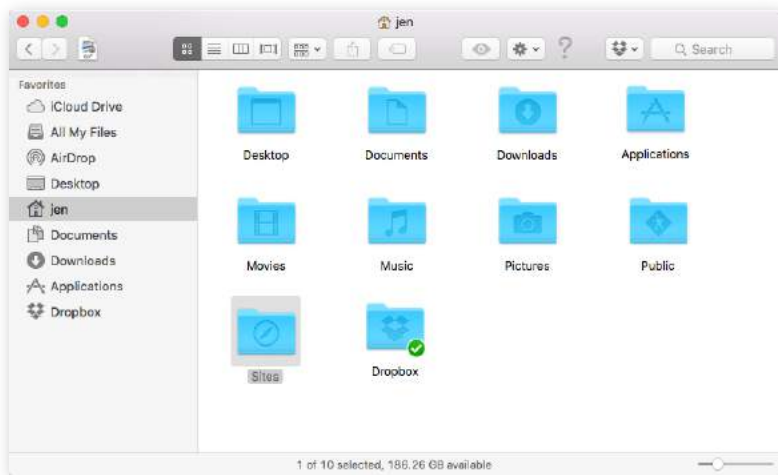 jen
?
Search
Favorites
iCloud Drive
All My Files
AirDrop
Desktop
jen
Documents
Downloads
Applications
Dropbox
Desktop Documents Downloads Applications
Movies Music Pictures Public
Sites Dropbox
1 of 10 selected, 186.26 GB available